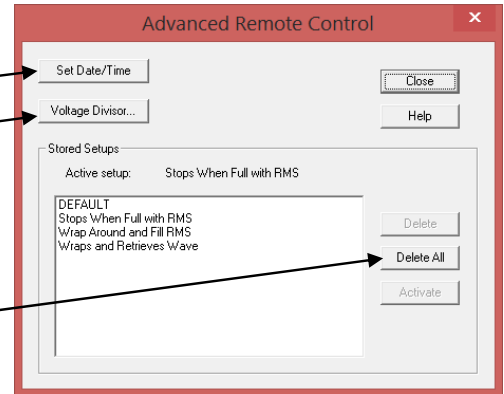 Advanced Remote Control
x
Set Date/Time
Close
Voltage Divisor...
Help
Stored Setups
Active setup: Stops When Full with RMS
DEFAULT
Stops When Full with RMS
Wrap Around and Fill RMS
Wraps and Retrieves Wave
Delete
Delete All
Activate